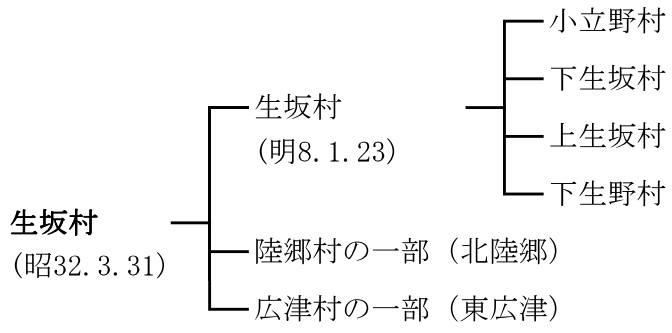 小立野村
下生坂村
生坂村
(明8.1.23)
上生坂村
下生野村
生坂村
(昭32.3.31)
陸郷村の一部（北陸郷）
広津村の一部（東広津）